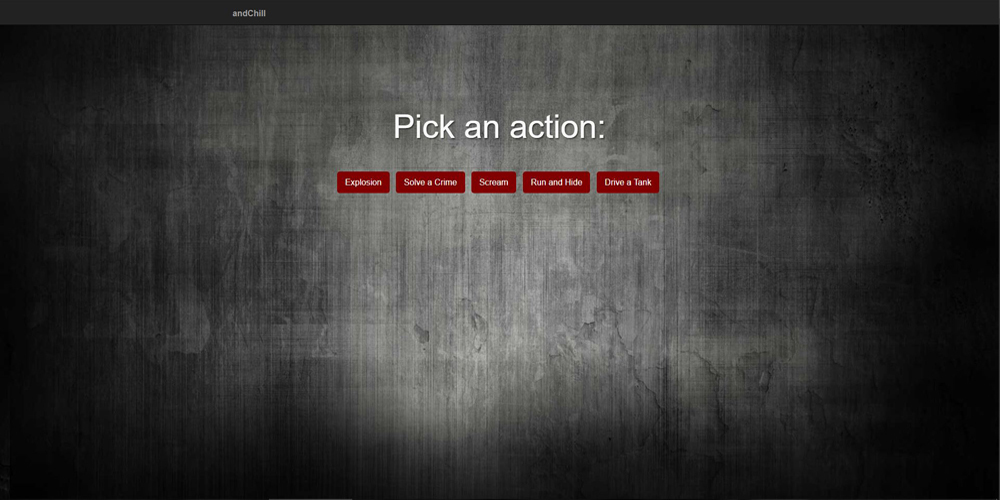 andChill
Pick an action:
Explosion Solve a Crime Scream Run and Hide Drive a Tank